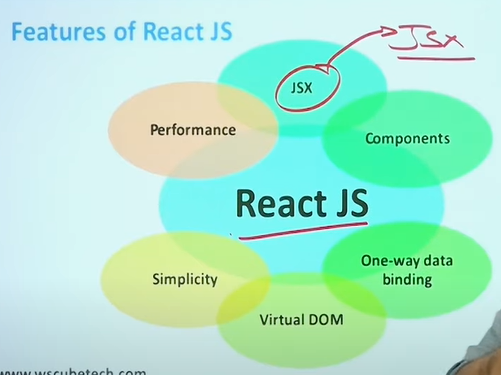 Features of React JS
JSX
JSX
Performance
Components
React JS
One-way data
binding
Simplicity
Virtual DOM
www.wscubetech.com